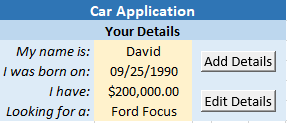 Car Application
Your Details
My name is: David
I was born on: 09/25/1990
Add Details
I have: $200,000.00
Edit Details
Looking for a: Ford Focus